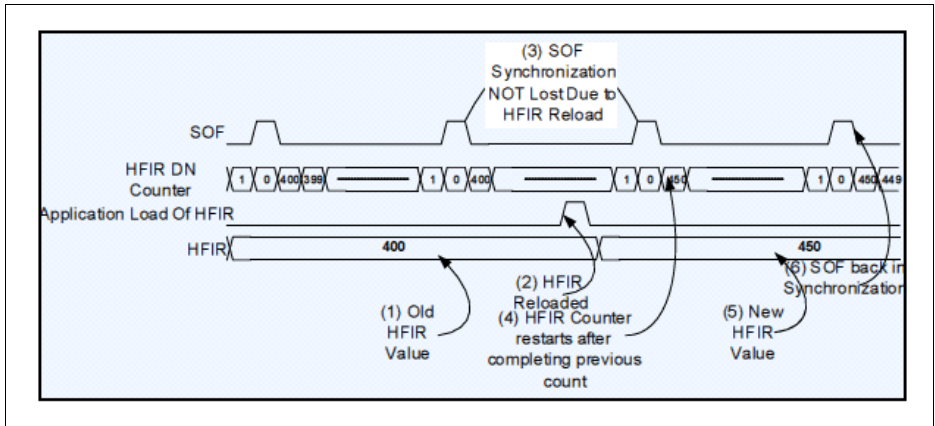 (3) SOF
Synchronization
NOT Lost Due to
HFIR Reload
SOF
HFIR DN
Counter
1 0 400 399 1 0 400 1 0 450 1 0 450 449
Application Load Of HFIR
HFIR
400
450
(1) Old
HFIR
Value
(2) HFIR
Reloaded
(4) HFIR Counter
restarts after
completing previous
count
(5) New
HFIR
Value
(6) SOF back in
Synchronization